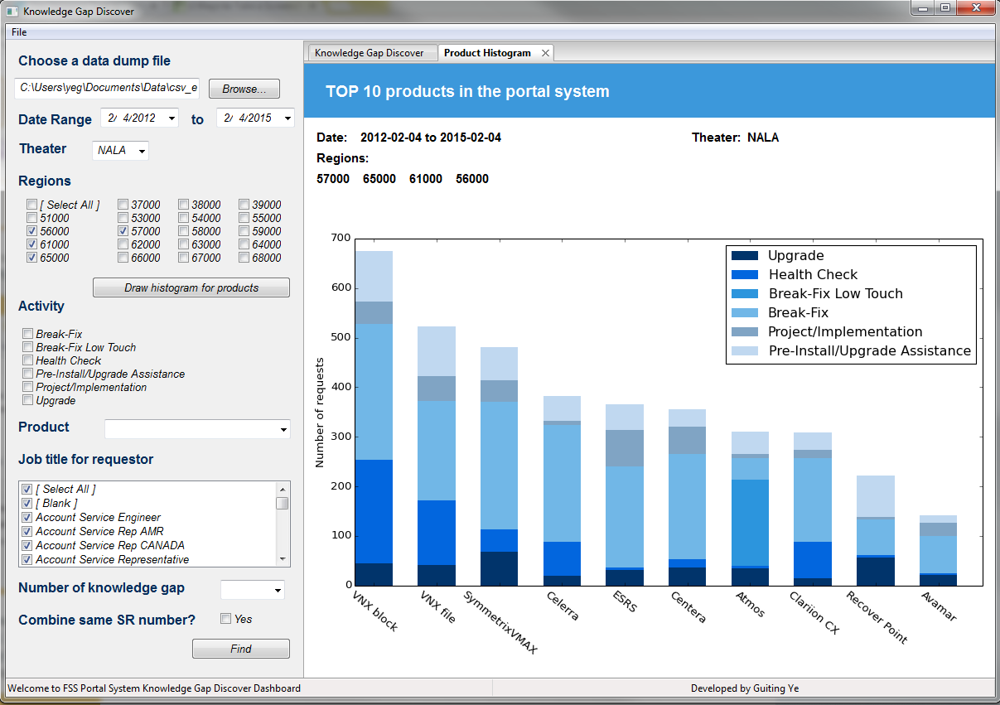 Knowledge Gap Discover
File
Choose a data dump file
C:\Users\yeg\Documents\Data\csv_e
Browse...
Date Range 2/ 4/2012 to 2/ 4/2015
Theater NALA
Regions
[ Select All ] 37000 38000 39000
51000 53000 54000 55000
56000 57000 58000 59000
61000 62000 63000 64000
65000 66000 67000 68000
Draw histogram for products
Activity
Break-Fix
Break-Fix Low Touch
Health Check
Pre-Install/Upgrade Assistance
Project/Implementation
Upgrade
Product
Job title for requestor
[ Select All ]
[ Blank ]
Account Service Engineer
Account Service Rep AMR
Account Service Rep CANADA
Account Service Representative
Number of knowledge gap
Combine same SR number? Yes
Find
Knowledge Gap Discover Product Histogram
TOP 10 products in the portal system
Date: 2012-02-04 to 2015-02-04 Theater: NALA
Regions:
57000 65000 61000 56000
700
600
500
400
300
200
100
0
Number of requests
Upgrade
Health Check
Break-Fix Low Touch
Break-Fix
Project/Implementation
Pre-Install/Upgrade Assistance
VNX block
VNX file
SymmetrixVMAX
Celerra
ESRS
Centera
Atmos
Clariion CX
Recover Point
Avamar
Welcome to FSS Portal System Knowledge Gap Discover Dashboard Developed by Guiting Ye